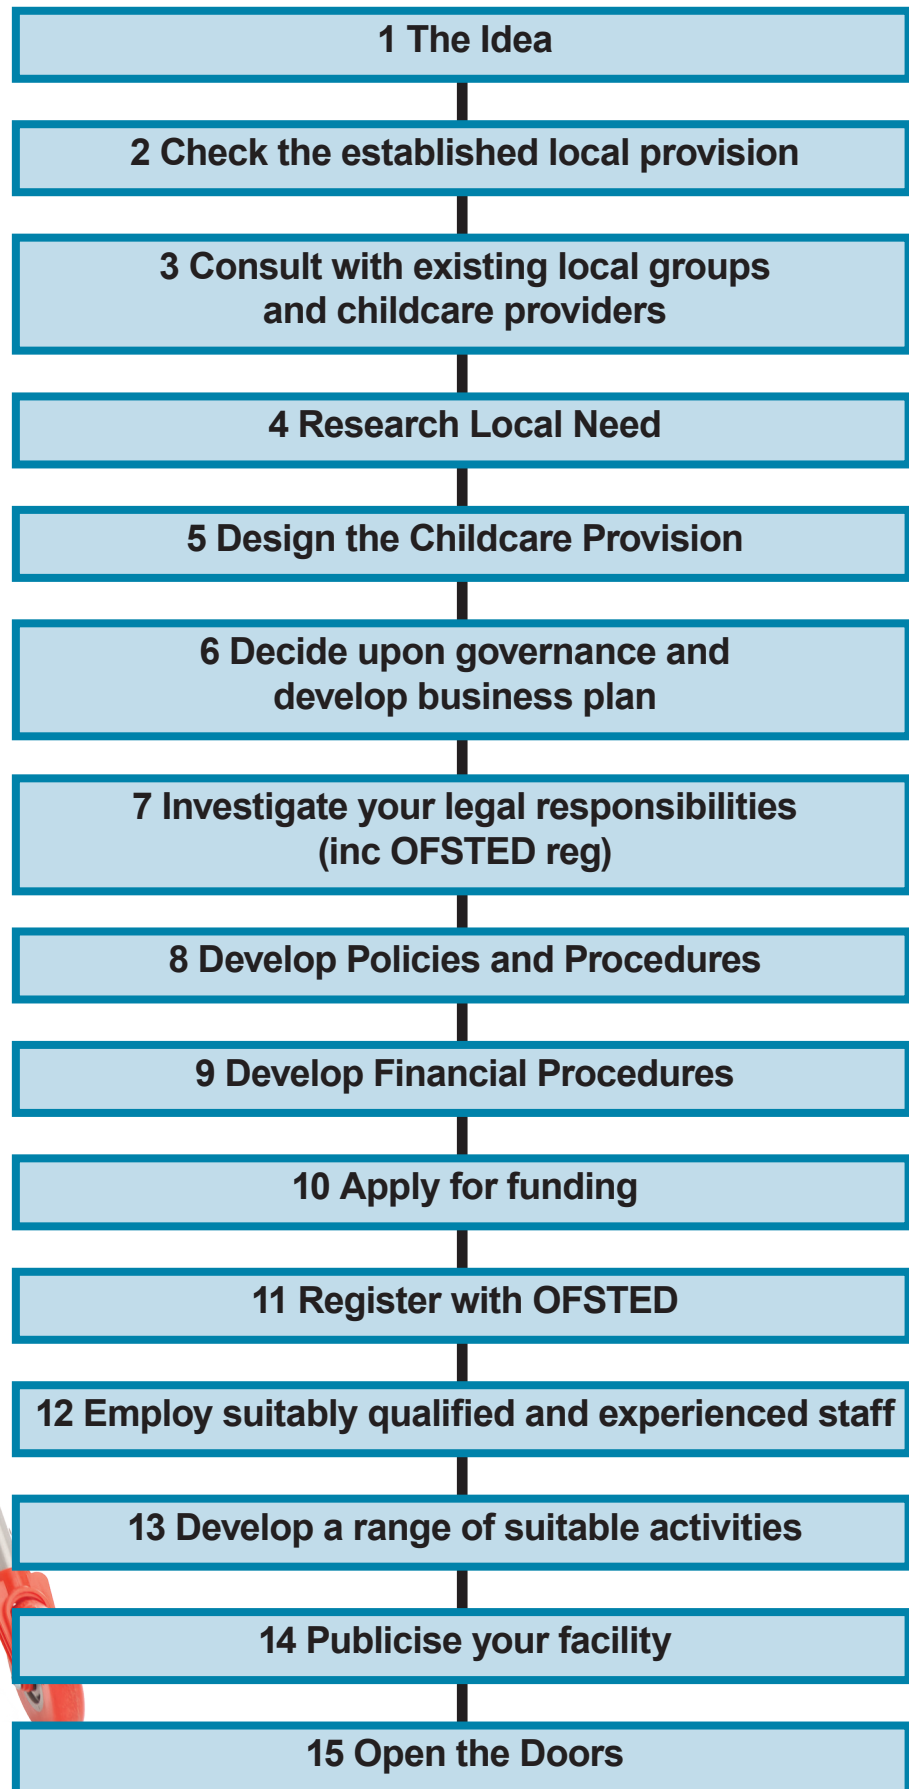 1 The Idea
2 Check the established local provision
3 Consult with existing local groups
and childcare providers
4 Research Local Need
5 Design the Childcare Provision
6 Decide upon governance and
develop business plan
7 Investigate your legal responsibilities
(inc OFSTED reg)
8 Develop Policies and Procedures
9 Develop Financial Procedures
10 Apply for funding
11 Register with OFSTED
12 Employ suitably qualified and experienced staff
13 Develop a range of suitable activities
14 Publicise your facility
15 Open the Doors